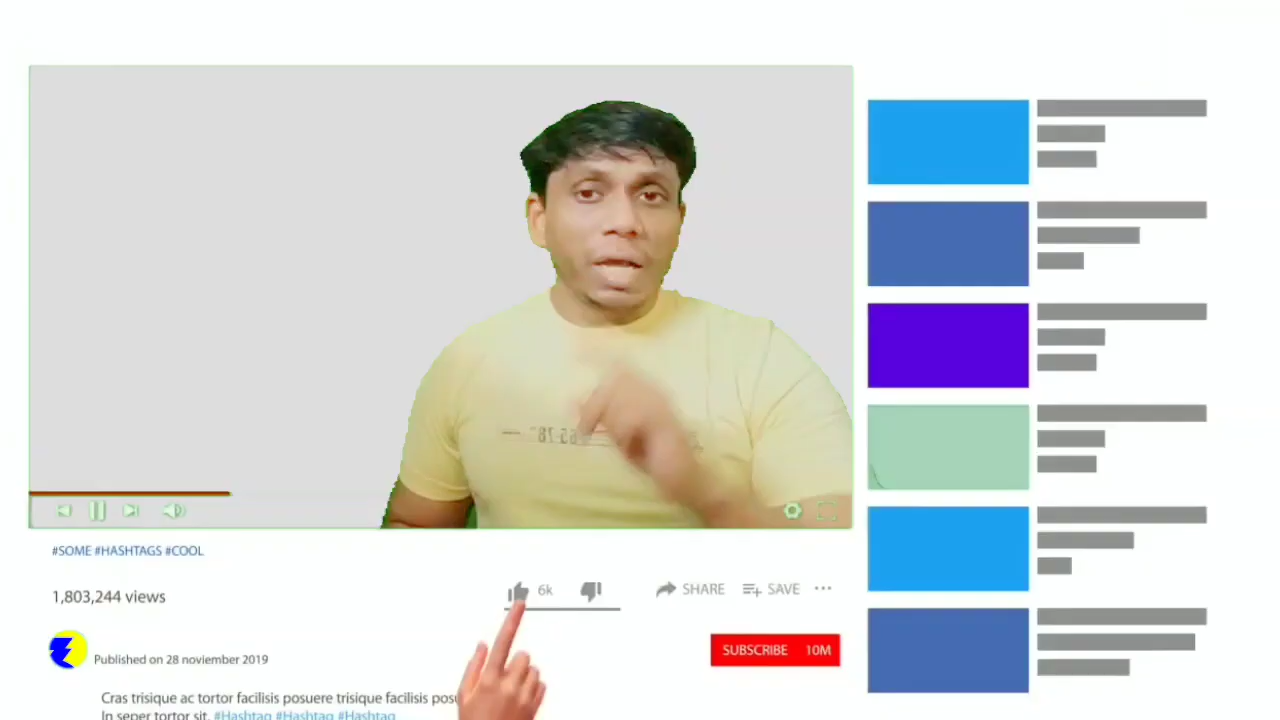 #SOME #HASHTAGS #COOL
1,803,244 views
6k
SHARE
SAVE
SUBSCRIBE 10M
Published on 28 noviember 2019
Cras trisique ac tortor facilisis posuere trisique facilisis
In seper tortor sit. #Hashtag #Hashtag #Hashtag